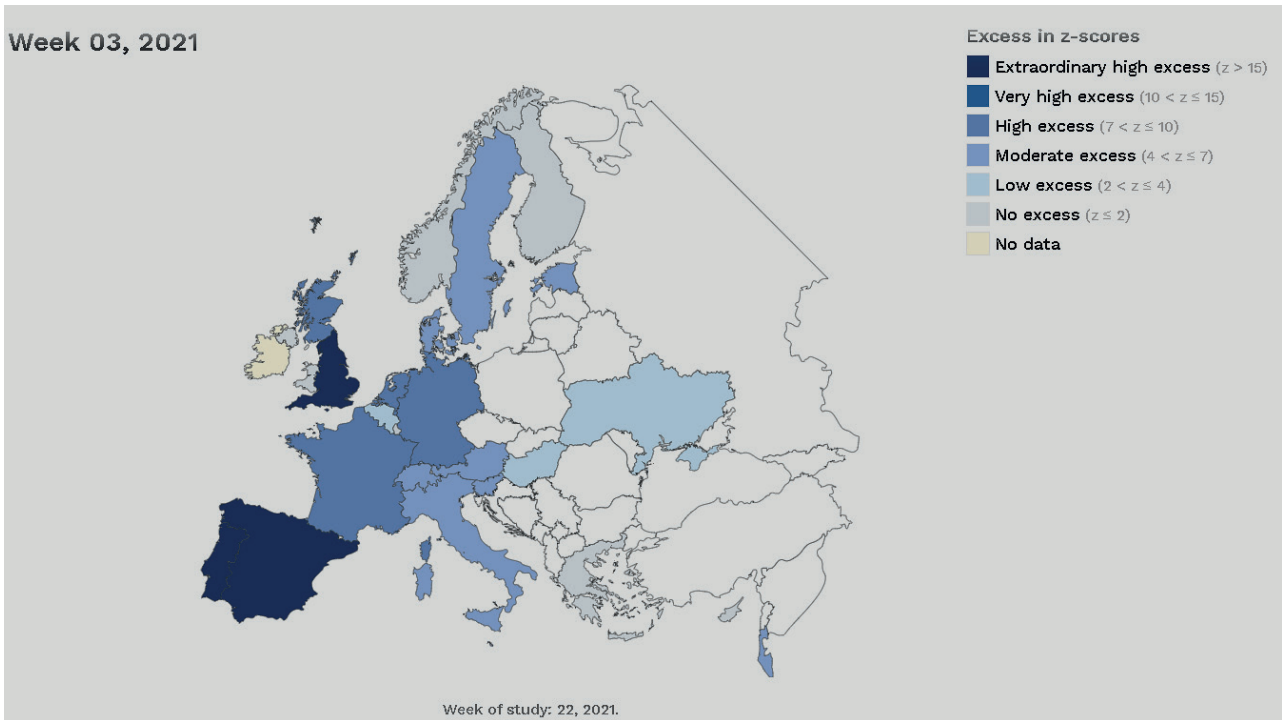 Week 03, 2021
Excess in z-scores
Extraordinary high excess (z > 15)
Very high excess (10 < z ≤ 15)
High excess (7 < z ≤ 10)
Moderate excess (4 < z ≤ 7)
Low excess (2 < z ≤ 4)
No excess (z ≤ 2)
No data
Week of study: 22, 2021.